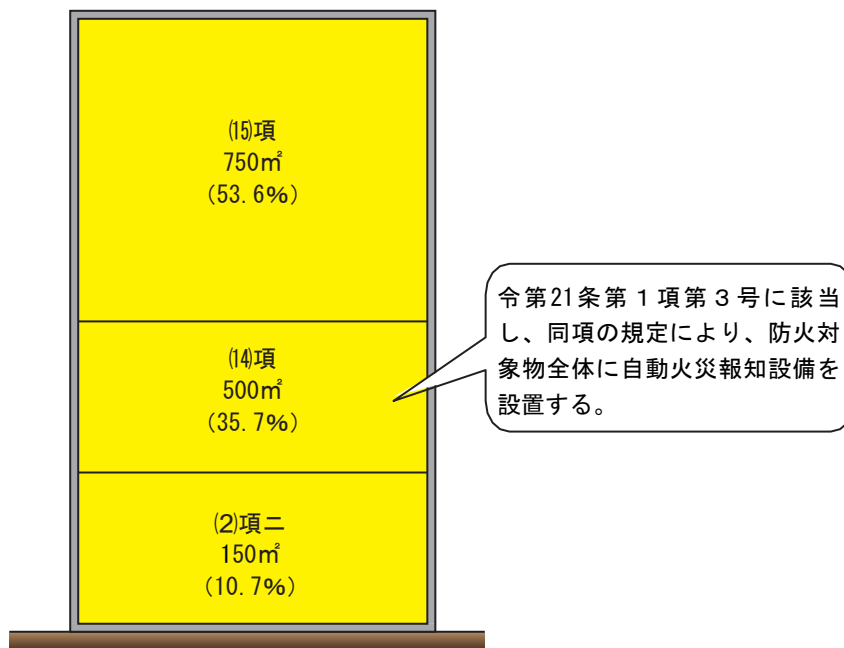 ⒂項
750㎡
(53.6%)
⒁項
500㎡
(35.7%)
⑵項ニ
150㎡
(10.7%)
令第21条第1項第3号に該当
し、同項の規定により、防火対
象物全体に自動火災報知設備を
設置する。